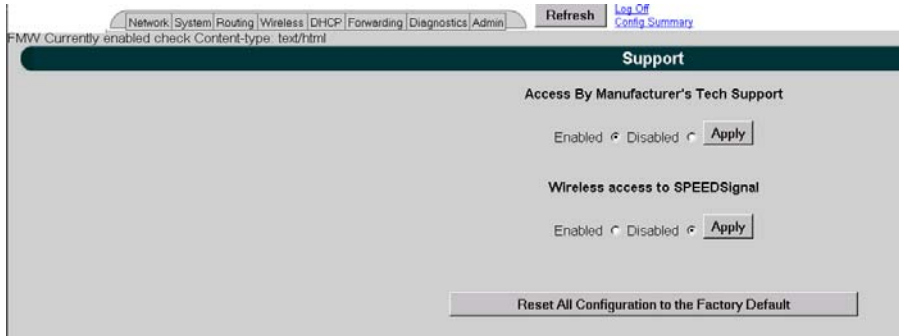 Network System Routing Wireless DHCP Forwarding Diagnostics Admin Refresh Log Off
Config Summary
FMW Currently enabled check Content-type: text/html
Support
Access By Manufacturer's Tech Support
Enabled Disabled Apply
Wireless access to SPEEDSignal
Enabled Disabled Apply
Reset All Configuration to the Factory Default